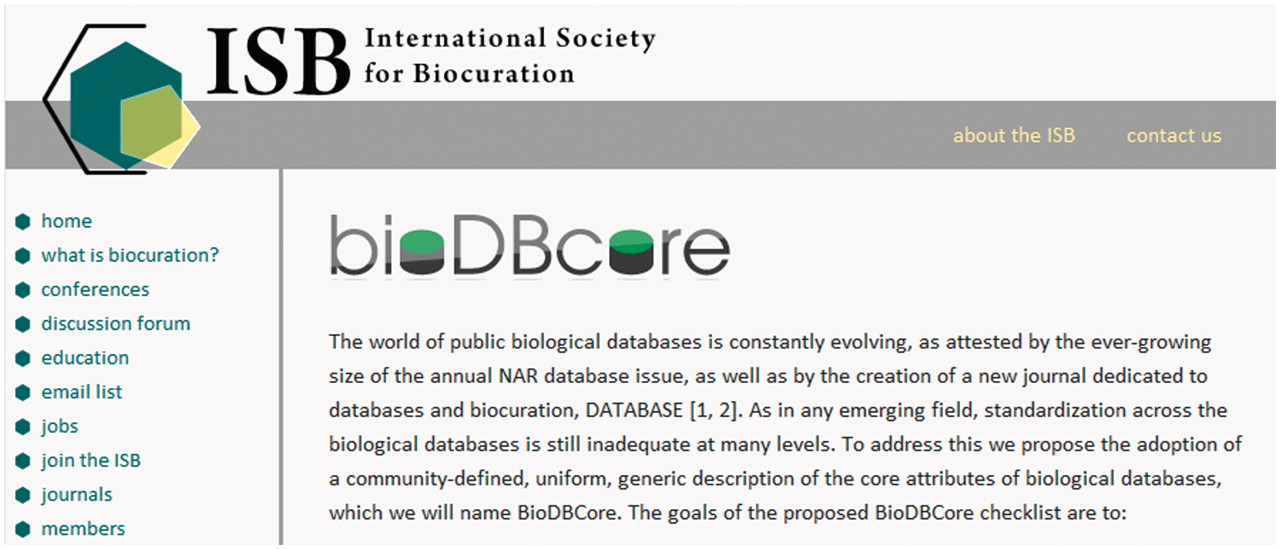 ISB International Society
for Biocuration
about the ISB contact us
home
what is biocuration?
conferences
discussion forum
education
email list
jobs
join the ISB
journals
members
bioDBcore
The world of public biological databases is constantly evolving, as attested by the ever-growing
size of the annual NAR database issue, as well as by the creation of a new journal dedicated to
databases and biocuration, DATABASE [1, 2]. As in any emerging field, standardization across the
biological databases is still inadequate at many levels. To address this we propose the adoption of
a community-defined, uniform, generic description of the core attributes of biological databases,
which we will name BioDBCore. The goals of the proposed BioDBCore checklist are to: